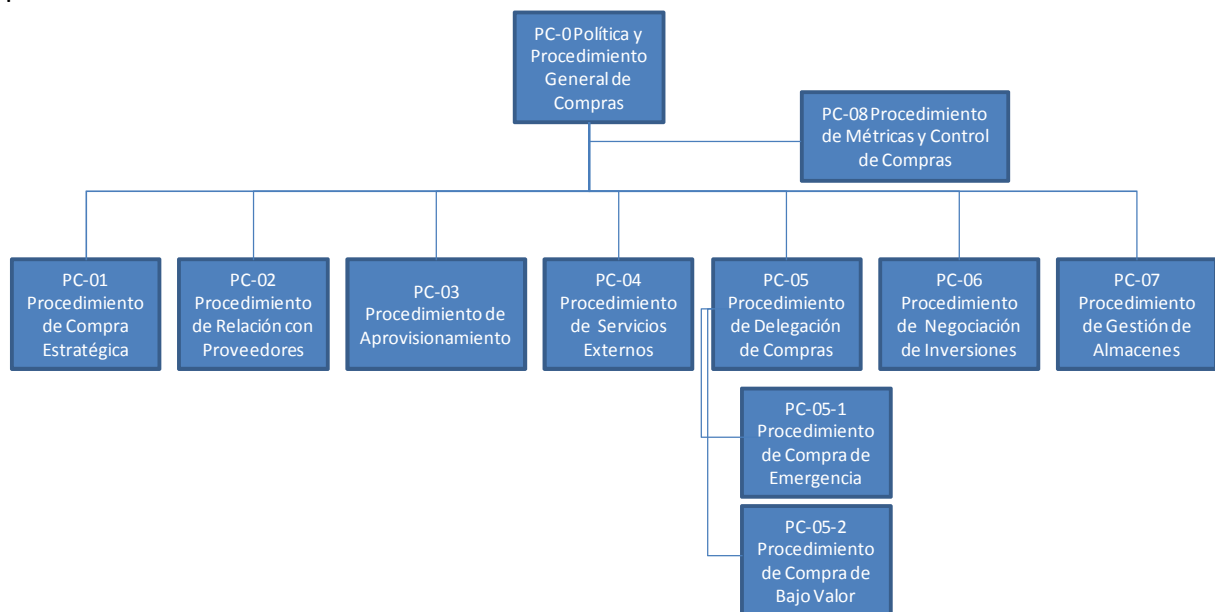 PC-0 Política y
Procedimiento
General de
Compras
PC-08 Procedimiento
de Métricas y Control
de Compras
PC-01
Procedimiento
de Compra
Estratégica
PC-02
Procedimiento
de Relación con
Proveedores
PC-03
Procedimiento de
Aprovisionamiento
PC-04
Procedimiento
de Servicios
Externos
PC-05
Procedimiento
de Delegación
de Compras
PC-06
Procedimiento
de Negociación
de Inversiones
PC-07
Procedimiento
de Gestión de
Almacenes
PC-05-1
Procedimiento
de Compra de
Emergencia
PC-05-2
Procedimiento
de Compra de
Bajo Valor